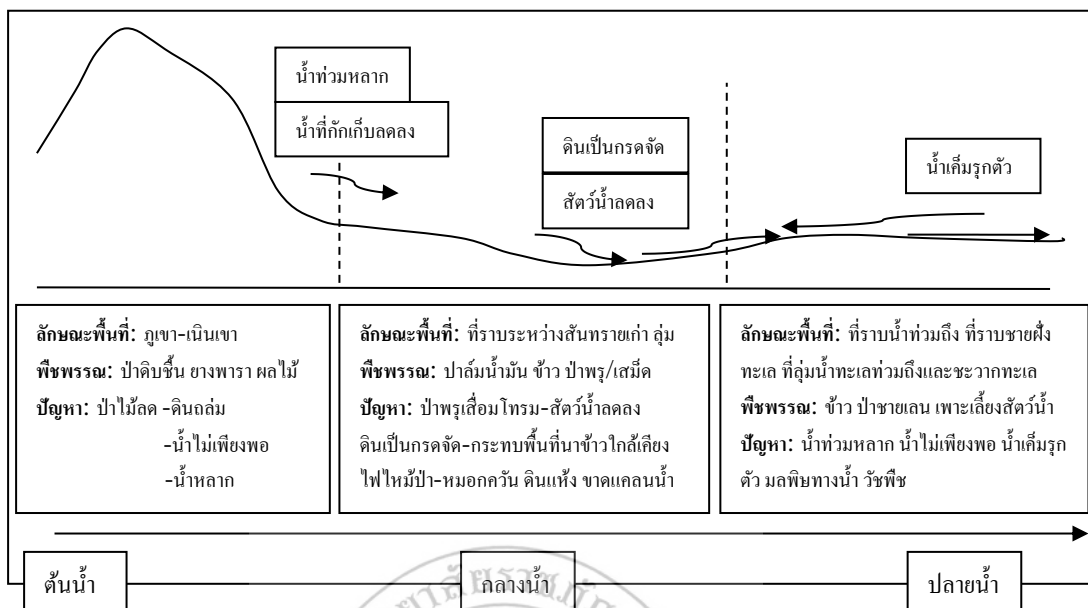 น้ำท่วมหลาก
น้ำที่กักเก็บลดลง
ดินเป็นกรดจัด
สัตว์น้ำลดลง
น้ำเค็มรุกตัว
ลักษณะพื้นที่: ภูเขา-เนินเขา
พืชพรรณ: ป่าดิบชื้น ยางพารา ผลไม้
ปัญหา: ป่าไม้ลด -ดินถล่ม
-น้ำไม่เพียงพอ
-น้ำหลาก
ลักษณะพื้นที่: ที่ราบระหว่างสันทรายเก่า ลุ่ม
พืชพรรณ: ปาล์มน้ำมัน ข้าว ป่าพรุ/เสม็ด
ปัญหา: ป่าพรุเสื่อมโทรม-สัตว์น้ำลดลง
ดินเป็นกรดจัด-กระทบพื้นที่นาข้าวใกล้เคียง
ไฟไหม้ป่า-หมอกควัน ดินแห้ง ขาดแคลนน้ำ
ลักษณะพื้นที่: ที่ราบน้ำท่วมถึง ที่ราบชายฝั่ง
ทะเล ที่ลุ่มน้ำทะเลท่วมถึงและชะวากทะเล
พืชพรรณ: ข้าว ป่าชายเลน เพาะเลี้ยงสัตว์น้ำ
ปัญหา: น้ำท่วมหลาก น้ำไม่เพียงพอ น้ำเค็มรุก
ตัว มลพิษทางน้ำ วัชพืช
ต้นน้ำ
กลางน้ำ
ปลายน้ำ